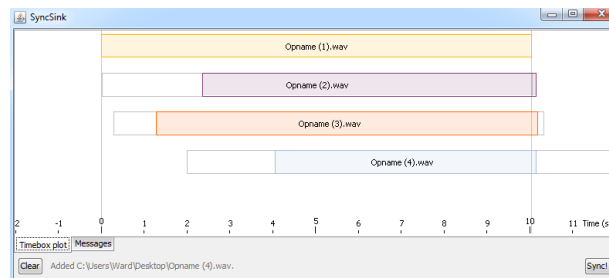 SyncSink
Opname (1).wav
Opname (2).wav
Opname (3).wav
Opname (4).wav
2 -1 0 1 2 3 4 5 6 7 8 9 10 11 Time (s
Timebox plot Messages
Clear Added C:\Users\Ward\Desktop\Opname (4).wav. Sync!